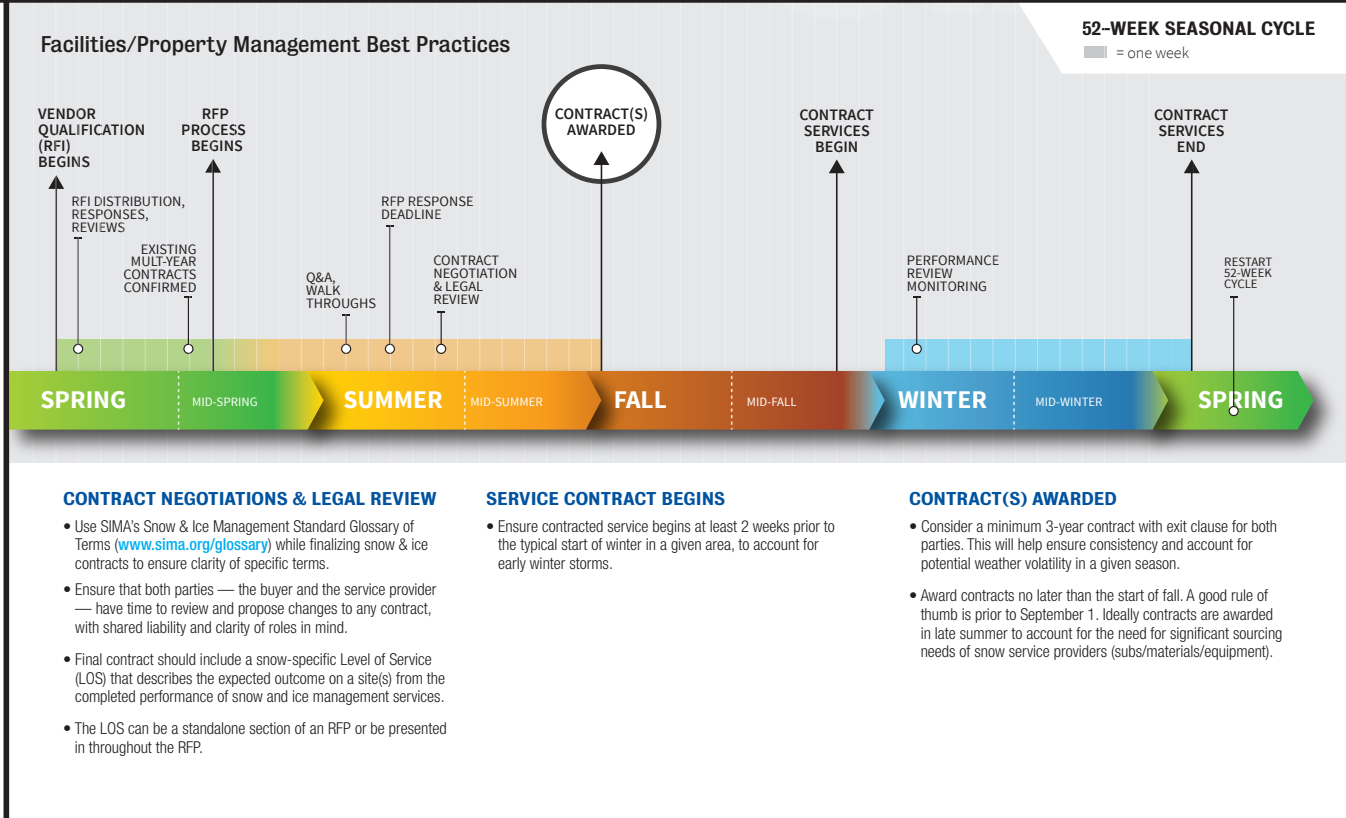 Facilities/Property Management Best Practices
52-WEEK SEASONAL CYCLE
= one week
VENDOR
QUALIFICATION
(RFI)
BEGINS
RFP
PROCESS
BEGINS
CONTRACT(S)
AWARDED
CONTRACT
SERVICES
BEGIN
CONTRACT
SERVICES
END
RFI DISTRIBUTION,
RESPONSES,
REVIEWS
EXISTING
MULT-YEAR
CONTRACTS
CONFIRMED
Q&A,
WALK
THROUGHS
RFP RESPONSE
DEADLINE
CONTRACT
NEGOTIATION
& LEGAL
REVIEW
PERFORMANCE
REVIEW
MONITORING
RESTART
52-WEEK
CYCLE
SPRING
MID-SPRING
SUMMER
MID-SUMMER
FALL
MID-FALL
WINTER
MID-WINTER
SPRING
CONTRACT NEGOTIATIONS & LEGAL REVIEW
• Use SIMA's Snow & Ice Management Standard Glossary of
Terms (www.sima.org/glossary) while finalizing snow & ice
contracts to ensure clarity of specific terms.
• Ensure that both parties — the buyer and the service provider
— have time to review and propose changes to any contract,
with shared liability and clarity of roles in mind.
• Final contract should include a snow-specific Level of Service
(LOS) that describes the expected outcome on a site(s) from the
completed performance of snow and ice management services.
• The LOS can be a standalone section of an RFP or be presented
in throughout the RFP.
SERVICE CONTRACT BEGINS
• Ensure contracted service begins at least 2 weeks prior to
the typical start of winter in a given area, to account for
early winter storms.
CONTRACT(S) AWARDED
• Consider a minimum 3-year contract with exit clause for both
parties. This will help ensure consistency and account for
potential weather volatility in a given season.
• Award contracts no later than the start of fall. A good rule of
thumb is prior to September 1. Ideally contracts are awarded
in late summer to account for the need for significant sourcing
needs of snow service providers (subs/materials/equipment).